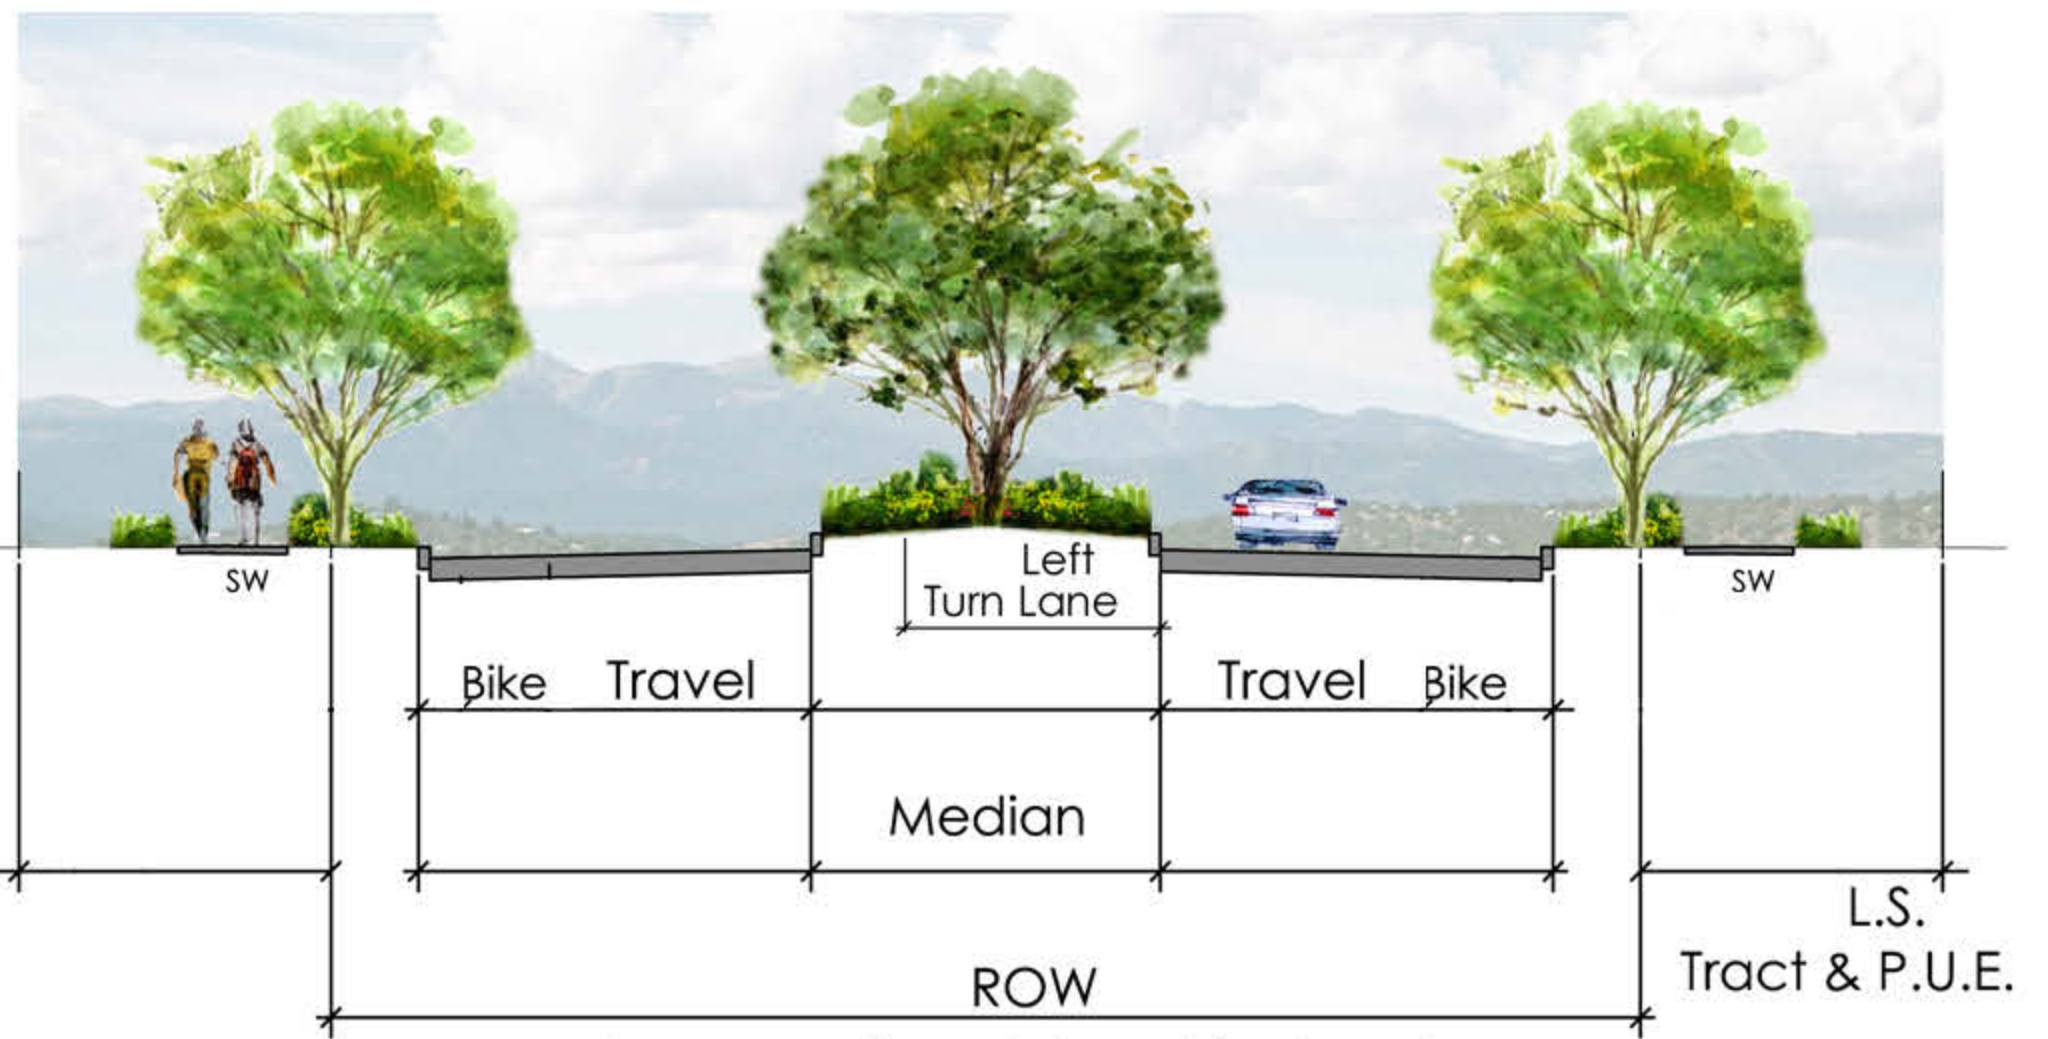 Left
SW
SW
Turn Lane
Bike Travel
Travel Bike
Median
L.S.
Tract & P.U.E.
ROW